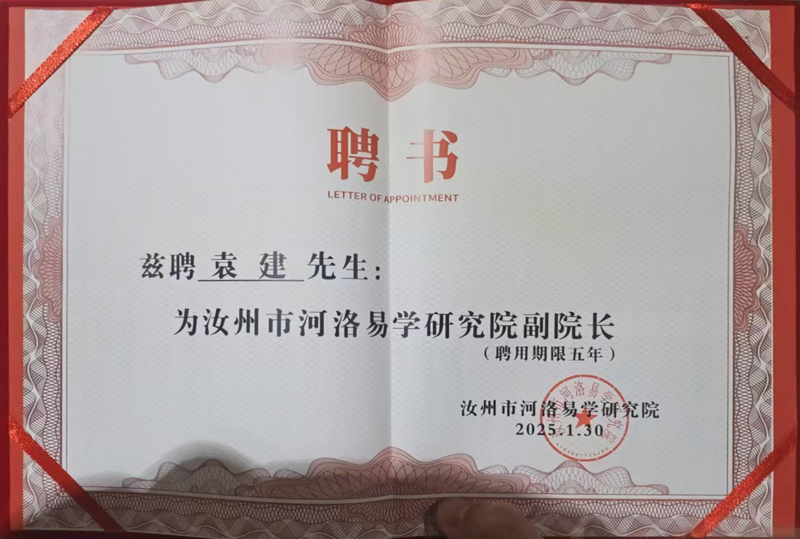 聘书
LETTER OF APPOINTMENT
兹聘 袁 建 先生：
为汝州市河洛易学研究院副院长
（聘用期限五年）
汝州市河洛易学研究院
2025.1.30